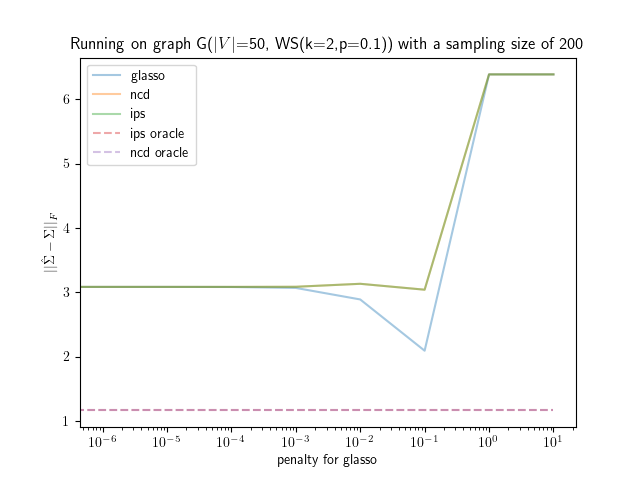 Running on graph G(|V|=50, WS(k=2,p=0.1)) with a sampling size of 200
glasso
ncd
ips
ips oracle
ncd oracle
||Σ̂ − Σ||_F
6
5
4
3
2
1
10⁻⁶ 10⁻⁵ 10⁻⁴ 10⁻³ 10⁻² 10⁻¹ 10⁰ 10¹
penalty for glasso